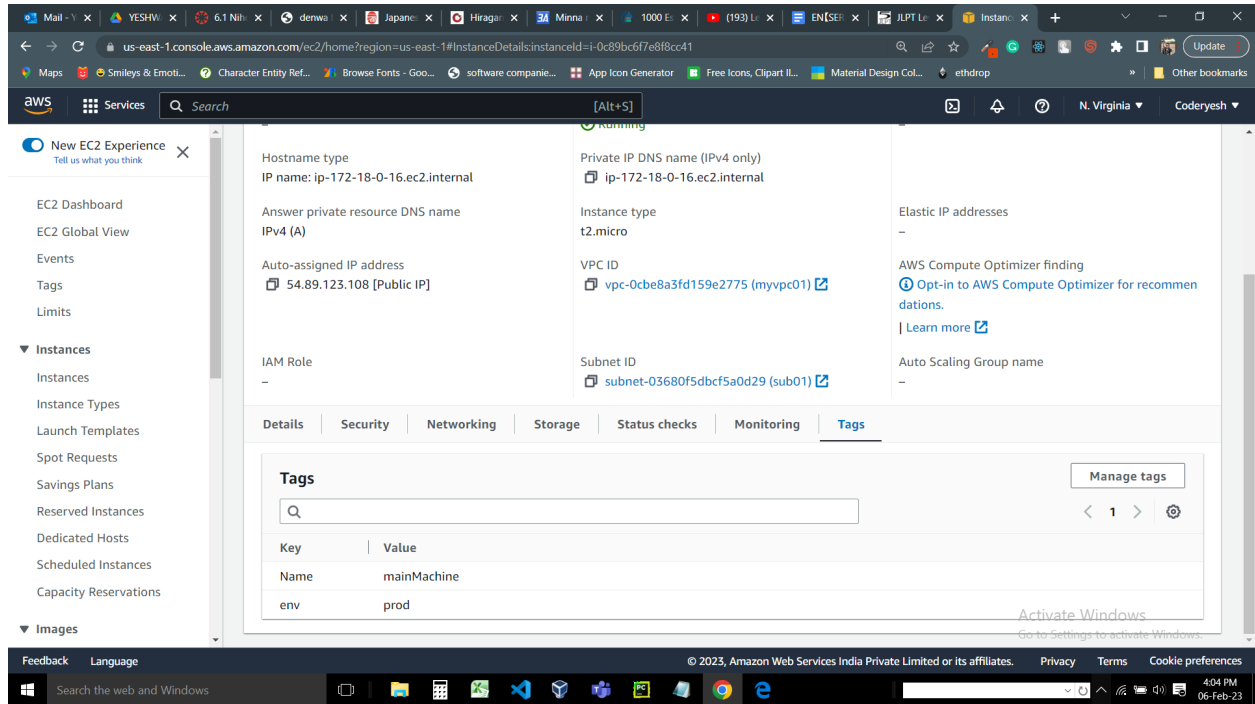 Mail - Y
YESHW
6.1 Nihe
denwa
Japanes
Hiragan
Minna
1000 Es
(193) Le
EN[SER
JLPT Le
Instanc
us-east-1.console.aws.amazon.com/ec2/home?region=us-east-1#InstanceDetails:instanceId=i-0c89bc6f7e8f8cc41
Update
Maps
Smileys & Emoti...
Character Entity Ref...
Browse Fonts - Goo...
software companie...
App Icon Generator
Free Icons, Clipart Il...
Material Design Col...
ethdrop
»
Other bookmarks
aws
Services
Search
[Alt+S]
N. Virginia
Coderyesh
New EC2 Experience
Tell us what you think
EC2 Dashboard
EC2 Global View
Events
Tags
Limits
Instances
Instances
Instance Types
Launch Templates
Spot Requests
Savings Plans
Reserved Instances
Dedicated Hosts
Scheduled Instances
Capacity Reservations
Images
–
Running
–
Hostname type
IP name: ip-172-18-0-16.ec2.internal
Private IP DNS name (IPv4 only)
ip-172-18-0-16.ec2.internal
Answer private resource DNS name
IPv4 (A)
Instance type
t2.micro
Elastic IP addresses
–
Auto-assigned IP address
54.89.123.108 [Public IP]
VPC ID
vpc-0cbe8a3fd159e2775 (myvpc01)
AWS Compute Optimizer finding
Opt-in to AWS Compute Optimizer for recommen
dations.
| Learn more
IAM Role
–
Subnet ID
subnet-03680f5dbcf5a0d29 (sub01)
Auto Scaling Group name
–
Details
Security
Networking
Storage
Status checks
Monitoring
Tags
Tags
Manage tags
1
Key
Value
Name
mainMachine
env
prod
Activate Windows
Go to Settings to activate Windows.
Feedback
Language
© 2023, Amazon Web Services India Private Limited or its affiliates.
Privacy
Terms
Cookie preferences
Search the web and Windows
4:04 PM
06-Feb-23